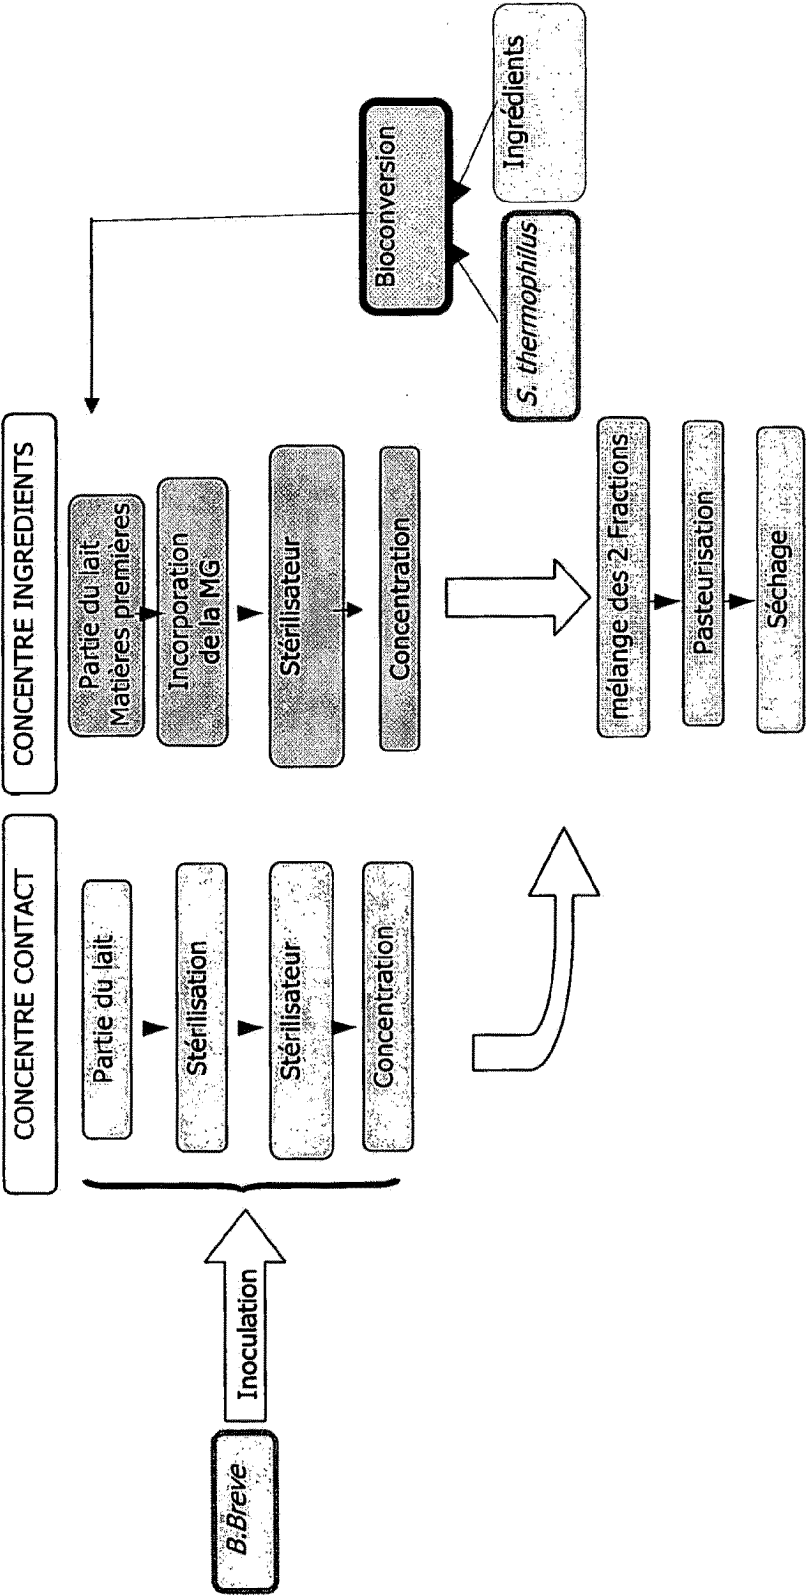 B.Breve
Inoculation
CONCENTRE CONTACT
Partie du lait
Stérilisation
Stérilisateur
Concentration
CONCENTRE INGREDIENTS
Partie du lait
Matières premières
Incorporation
de la MG
Stérilisateur
Concentration
Bioconversion
S. thermophilus
Ingrédients
mélange des 2 Fractions
Pasteurisation
Séchage